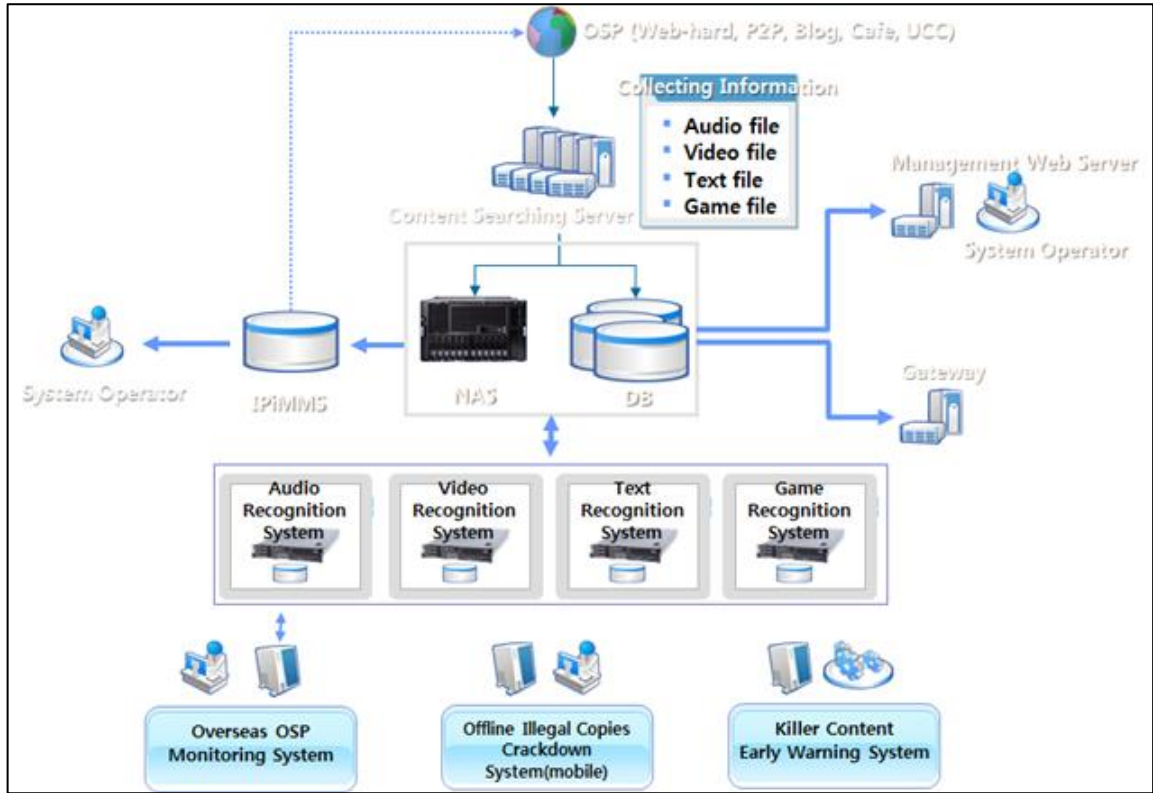 OSP (Web-hard, P2P, Blog, Cafe, UCC)
Collecting Information
Audio file
Video file
Text file
Game file
Content Searching Server
Management Web Server
System Operator
System Operator
IPiMMS
NAS
DB
Gateway
Audio
Recognition
System
Video
Recognition
System
Text
Recognition
System
Game
Recognition
System
Overseas OSP
Monitoring System
Offline Illegal Copies
Crackdown
System(mobile)
Killer Content
Early Warning System